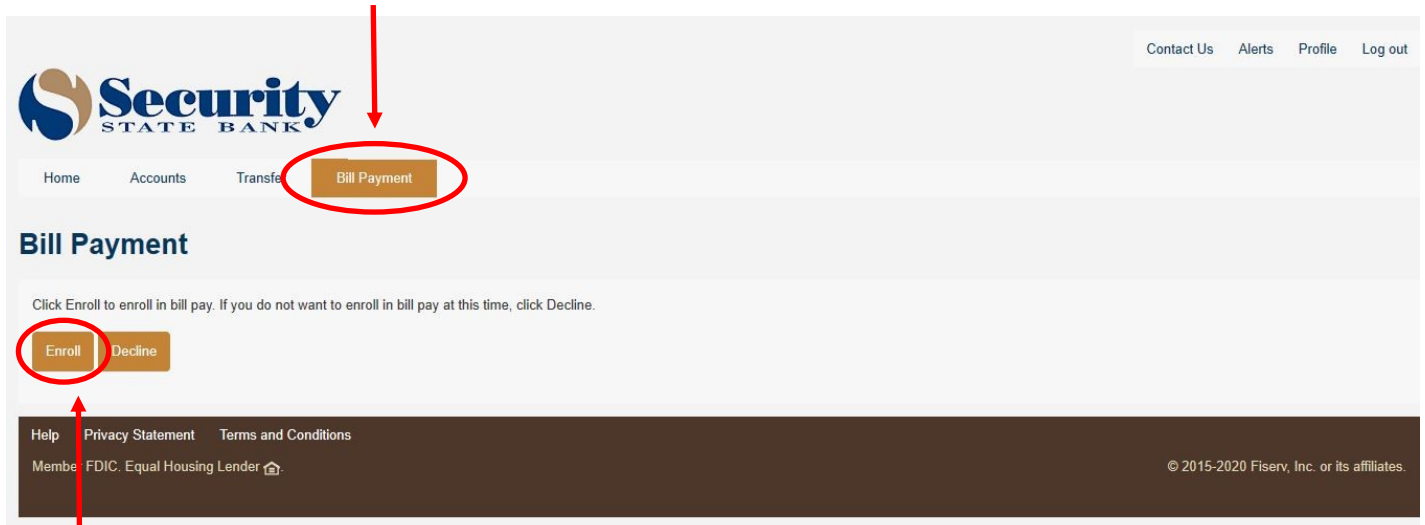 Contact Us Alerts Profile Log out
Security
STATE BANK
Home Accounts Transfe Bill Payment
Bill Payment
Click Enroll to enroll in bill pay. If you do not want to enroll in bill pay at this time, click Decline.
Enroll Decline
Help Privacy Statement Terms and Conditions
Member FDIC. Equal Housing Lender.
© 2015-2020 Fiserv, Inc. or its affiliates.